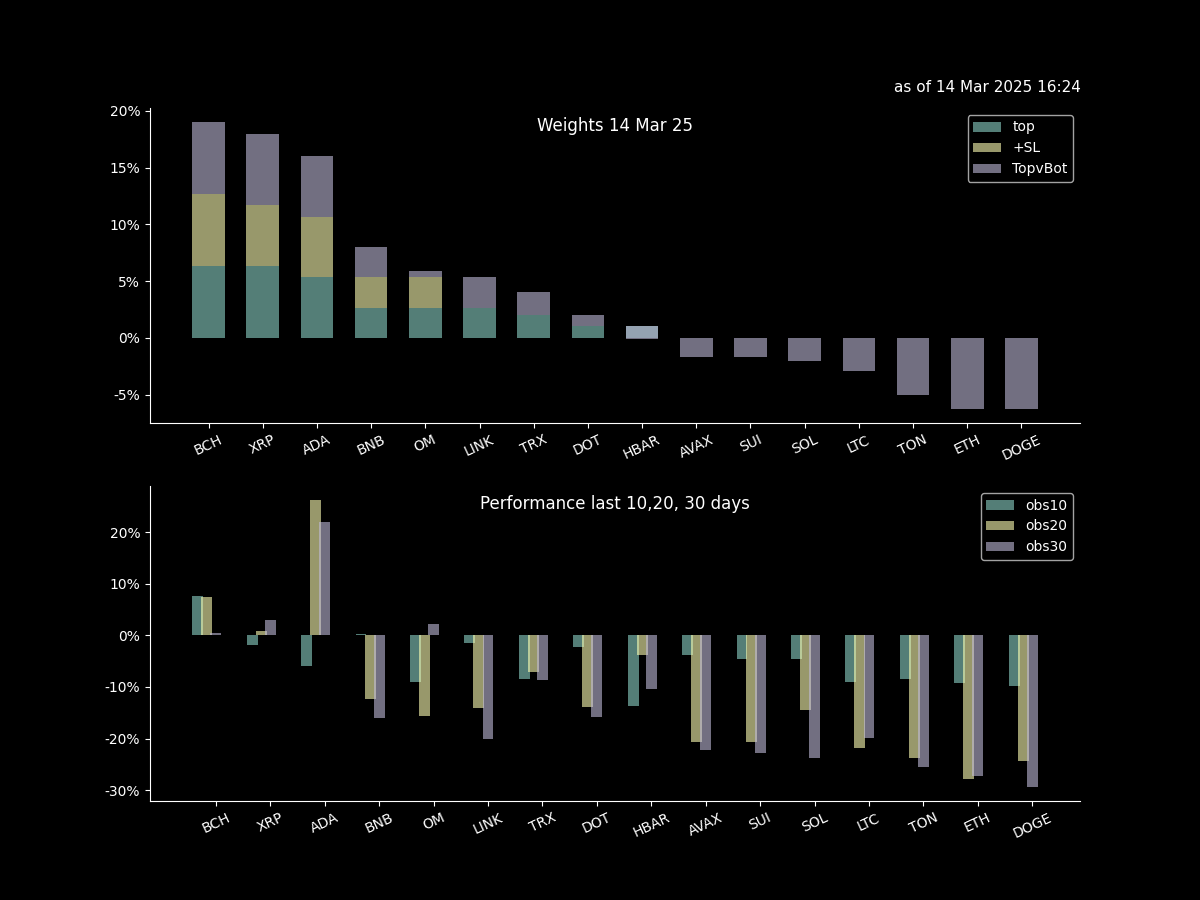 as of 14 Mar 2025 16:24
Weights 14 Mar 25
top
+SL
TopvBot
20%
15%
10%
5%
0%
-5%
BCH XRP ADA BNB OM LINK TRX DOT HBAR AVAX SUI SOL LTC TON ETH DOGE
Performance last 10,20, 30 days
obs10
obs20
obs30
20%
10%
0%
-10%
-20%
-30%
BCH XRP ADA BNB OM LINK TRX DOT HBAR AVAX SUI SOL LTC TON ETH DOGE